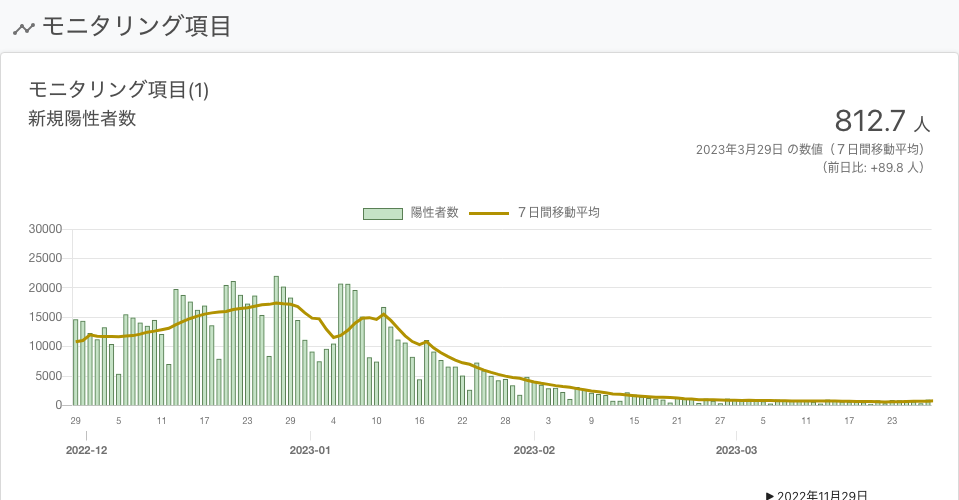 モニタリング項目
モニタリング項目(1)
新規陽性者数
812.7 人
2023年3月29日 の数値（７日間移動平均）
（前日比: +89.8 人）
陽性者数 ７日間移動平均
30000
25000
20000
15000
10000
5000
0
29 5 11 17 23 29 4 10 16 22 28 3 9 15 21 27 5 11 17 23
2022-12 2023-01 2023-02 2023-03
▶ 2022年11月29日